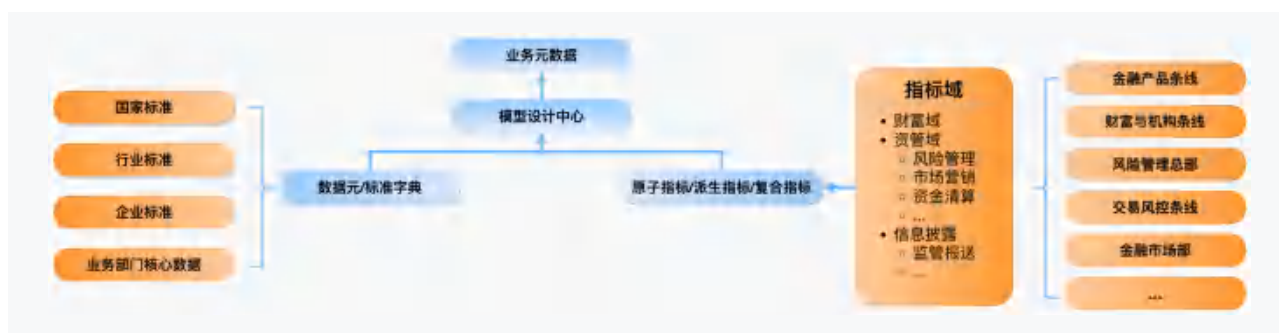 业务元数据
模型设计中心
国家标准
行业标准
企业标准
业务部门核心数据
数据元/标准字典
原子指标/派生指标/复合指标
指标域
• 财富域
• 资管域
◦ 风险管理
◦ 市场营销
◦ 资金清算
◦ ...
• 信息披露
◦ 监管报送
◦ ...
金融产品条线
财富与机构条线
风险管理总部
交易风控条线
金融市场部
...